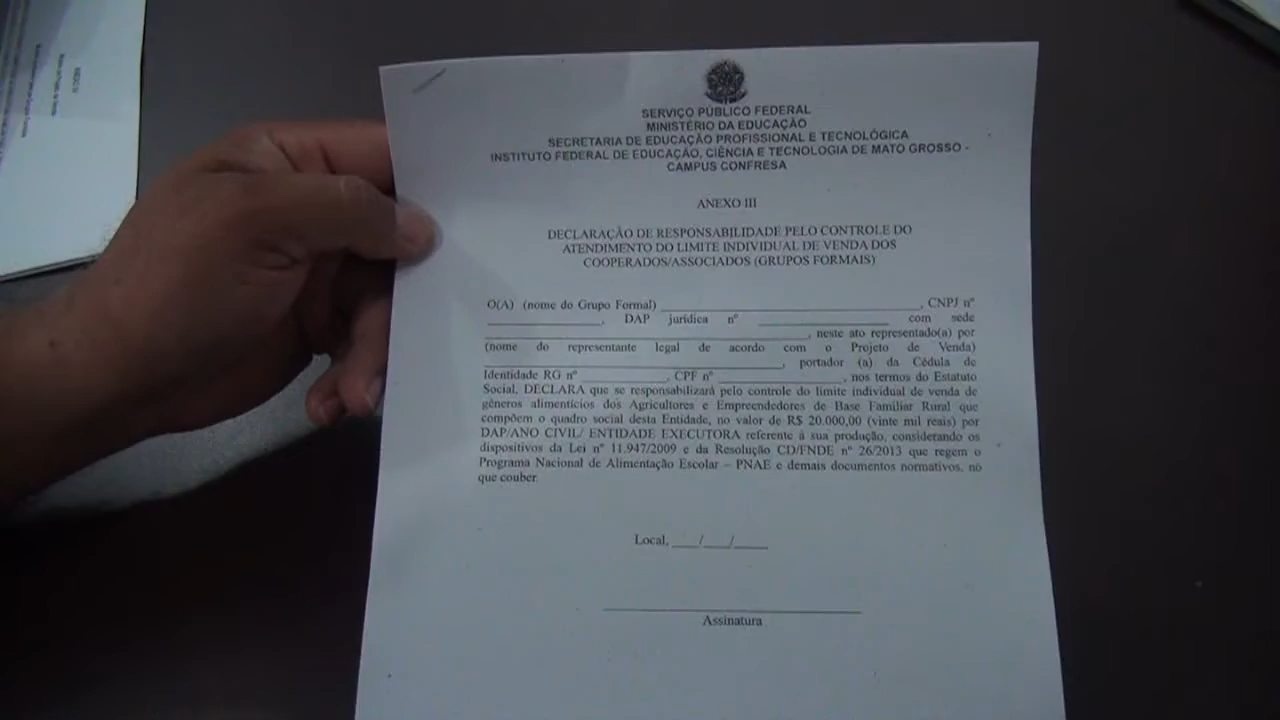 SERVIÇO PÚBLICO FEDERAL
MINISTÉRIO DA EDUCAÇÃO
SECRETARIA DE EDUCAÇÃO PROFISSIONAL E TECNOLÓGICA
INSTITUTO FEDERAL DE EDUCAÇÃO, CIÊNCIA E TECNOLOGIA DE MATO GROSSO -
CAMPUS CONFRESA
ANEXO III
DECLARAÇÃO DE RESPONSABILIDADE PELO CONTROLE DO
ATENDIMENTO DO LIMITE INDIVIDUAL DE VENDA DOS
COOPERADOS/ASSOCIADOS (GRUPOS FORMAIS)
O(A) (nome do Grupo Formal) ______________________, CNPJ nº
______________, DAP jurídica nº ______________ com sede
______________________________, neste ato representado(a) por
(nome do representante legal de acordo com o Projeto de Venda)
______________________________, portador (a) da Cédula de
Identidade RG nº __________, CPF nº ______________, nos termos do Estatuto
Social, DECLARA que se responsabilizará pelo controle do limite individual de venda de
gêneros alimentícios dos Agricultores e Empreendedores de Base Familiar Rural que
compõem o quadro social desta Entidade, no valor de R$ 20.000,00 (vinte mil reais) por
DAP/ANO CIVIL/ ENTIDADE EXECUTORA referente à sua produção, considerando os
dispositivos da Lei nº 11.947/2009 e da Resolução CD/FNDE nº 26/2013 que regem o
Programa Nacional de Alimentação Escolar – PNAE e demais documentos normativos, no
que couber.
Local, ____/____/_____
Assinatura